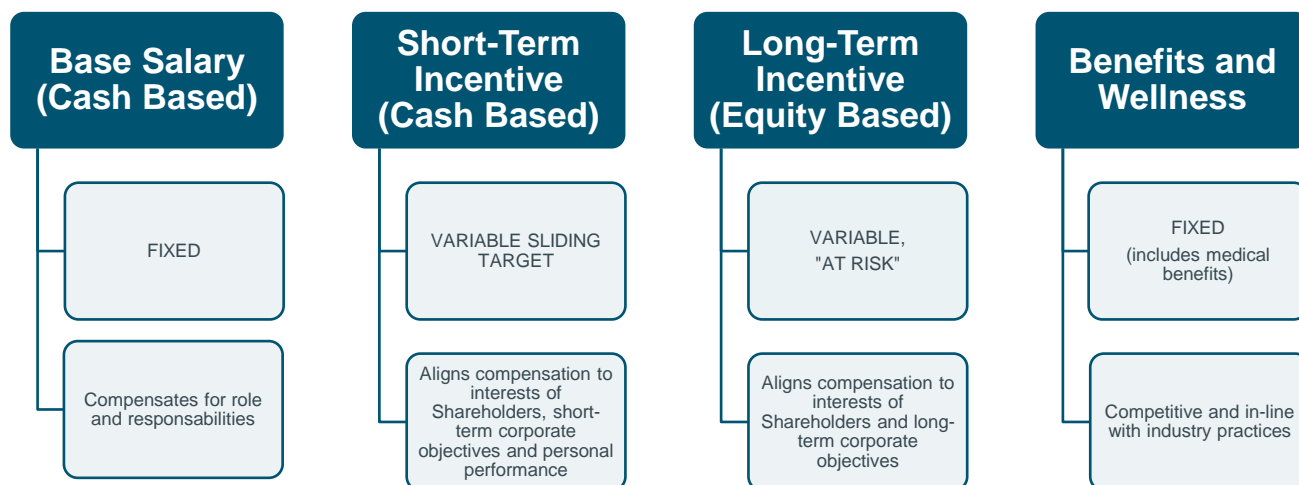 Base Salary
(Cash Based)
FIXED
Compensates for role
and responsabilities
Short-Term
Incentive
(Cash Based)
VARIABLE SLIDING
TARGET
Aligns compensation to
interests of
Shareholders, short-
term corporate
objectives and personal
performance
Long-Term
Incentive
(Equity Based)
VARIABLE,
"AT RISK"
Aligns compensation to
interests of
Shareholders and long-
term corporate
objectives
Benefits and
Wellness
FIXED
(includes medical
benefits)
Competitive and in-line
with industry practices